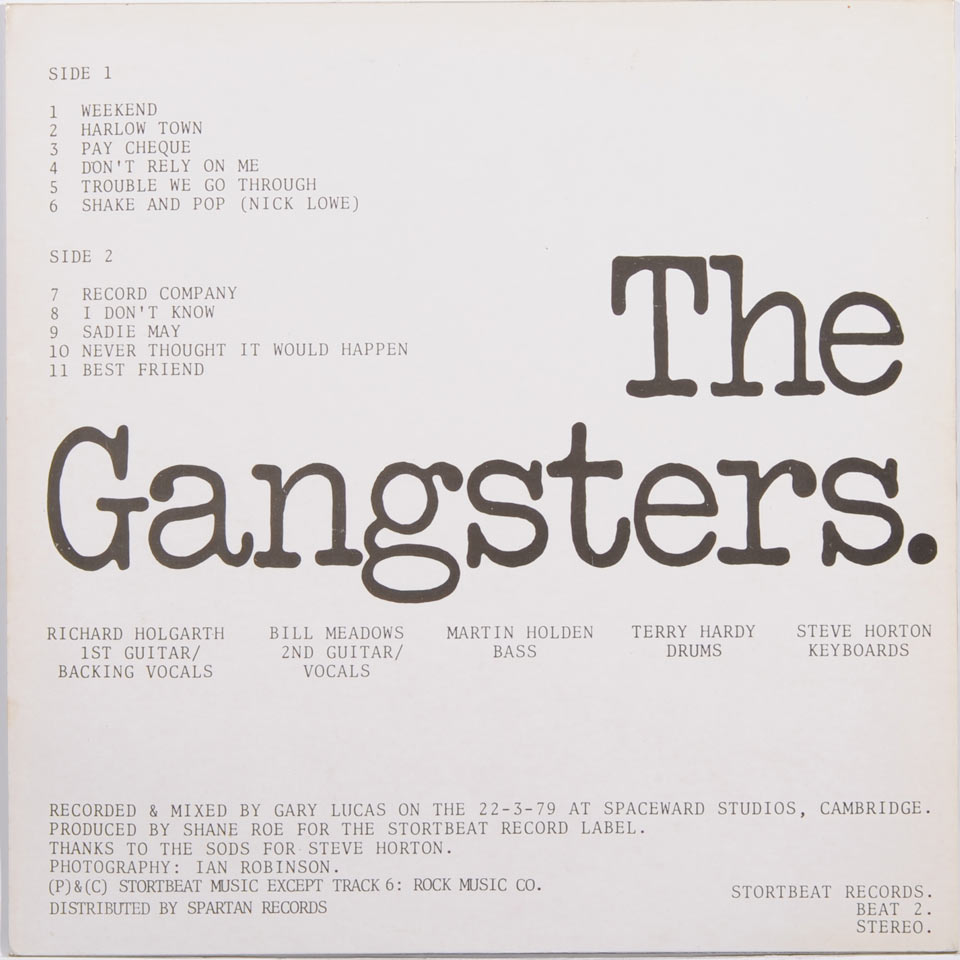 SIDE 1
1 WEEKEND
2 HARLOW TOWN
3 PAY CHEQUE
4 DON'T RELY ON ME
5 TROUBLE WE GO THROUGH
6 SHAKE AND POP (NICK LOWE)
SIDE 2
7 RECORD COMPANY
8 I DON'T KNOW
9 SADIE MAY
10 NEVER THOUGHT IT WOULD HAPPEN
11 BEST FRIEND
The
Gangsters.
RICHARD HOLGARTH
1ST GUITAR/
BACKING VOCALS
BILL MEADOWS
2ND GUITAR/
VOCALS
MARTIN HOLDEN
BASS
TERRY HARDY
DRUMS
STEVE HORTON
KEYBOARDS
RECORDED & MIXED BY GARY LUCAS ON THE 22-3-79 AT SPACEWARD STUDIOS, CAMBRIDGE.
PRODUCED BY SHANE ROE FOR THE STORTBEAT RECORD LABEL.
THANKS TO THE SODS FOR STEVE HORTON.
PHOTOGRAPHY: IAN ROBINSON.
(P)&(C) STORTBEAT MUSIC EXCEPT TRACK 6: ROCK MUSIC CO.
DISTRIBUTED BY SPARTAN RECORDS
STORTBEAT RECORDS.
BEAT 2.
STEREO.